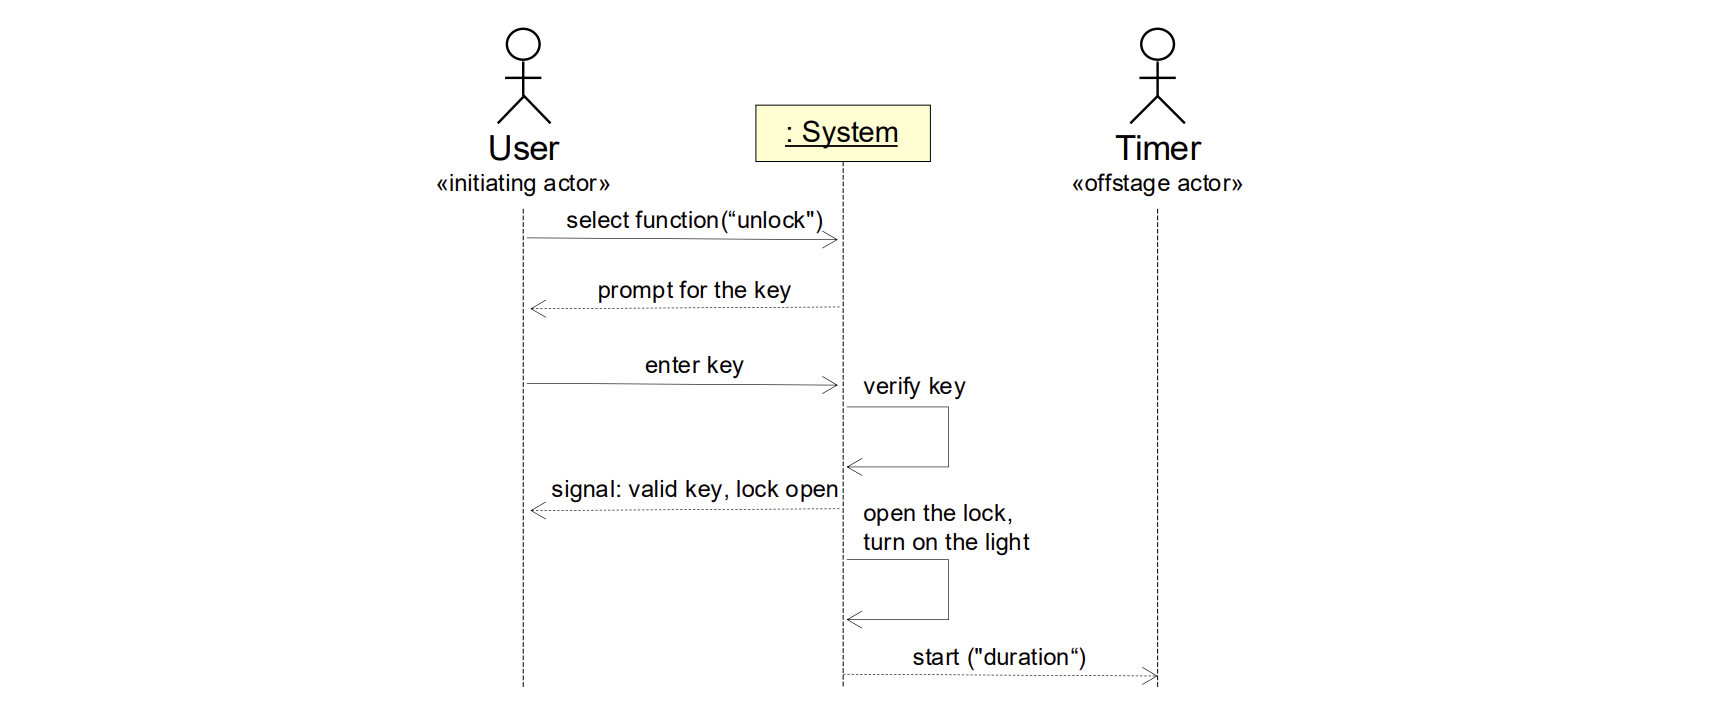 User
«initiating actor»
: System
Timer
«offstage actor»
select function(“unlock")
prompt for the key
enter key
verify key
signal: valid key, lock open
open the lock,
turn on the light
start ("duration“)